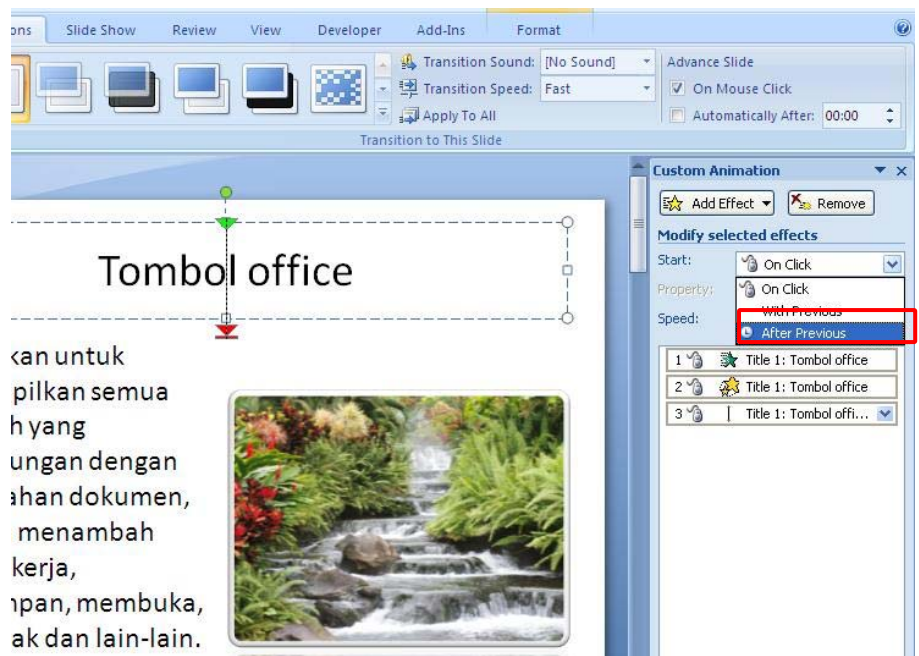 ons Slide Show Review View Developer Add-Ins Format
Transition Sound: [No Sound]
Transition Speed: Fast
Apply To All
Transition to This Slide
Advance Slide
On Mouse Click
Automatically After: 00:00
Tombol office
kan untuk
pilkan semua
h yang
ungan dengan
ahan dokumen,
menambah
kerja,
npan, membuka,
ak dan lain-lain.
Custom Animation
Add Effect Remove
Modify selected effects
Start: On Click
Property: On Click
With Previous
Speed: After Previous
1 Title 1: Tombol office
2 Title 1: Tombol office
3 Title 1: Tombol offi...